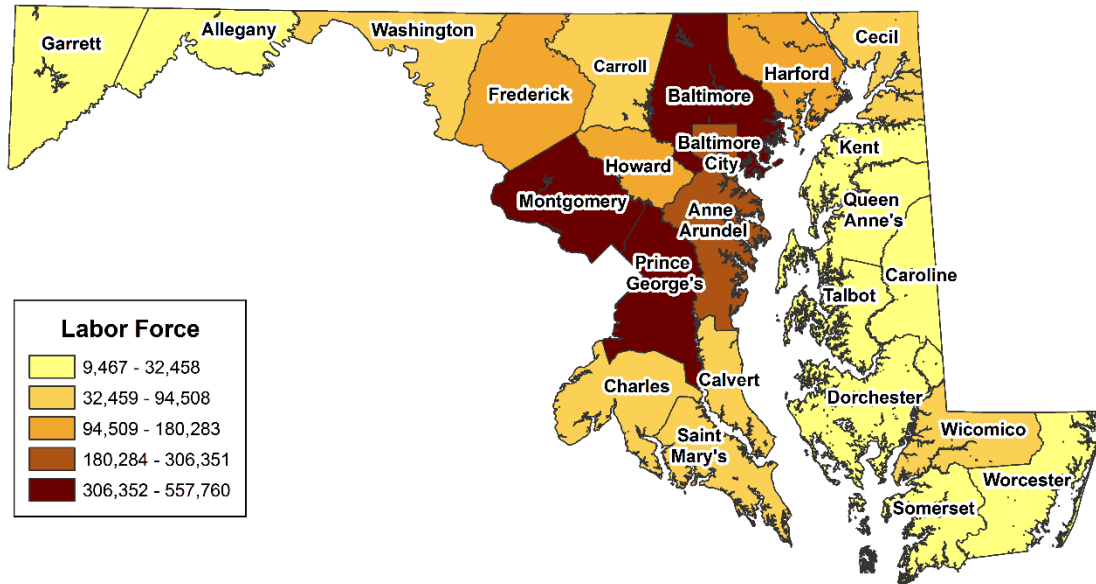 Garrett
Allegany
Washington
Frederick
Carroll
Baltimore
Harford
Cecil
Baltimore
City
Howard
Montgomery
Anne
Arundel
Prince
George's
Kent
Queen
Anne's
Caroline
Talbot
Charles
Calvert
Saint
Mary's
Dorchester
Wicomico
Worcester
Somerset
Labor Force
9,467 - 32,458
32,459 - 94,508
94,509 - 180,283
180,284 - 306,351
306,352 - 557,760